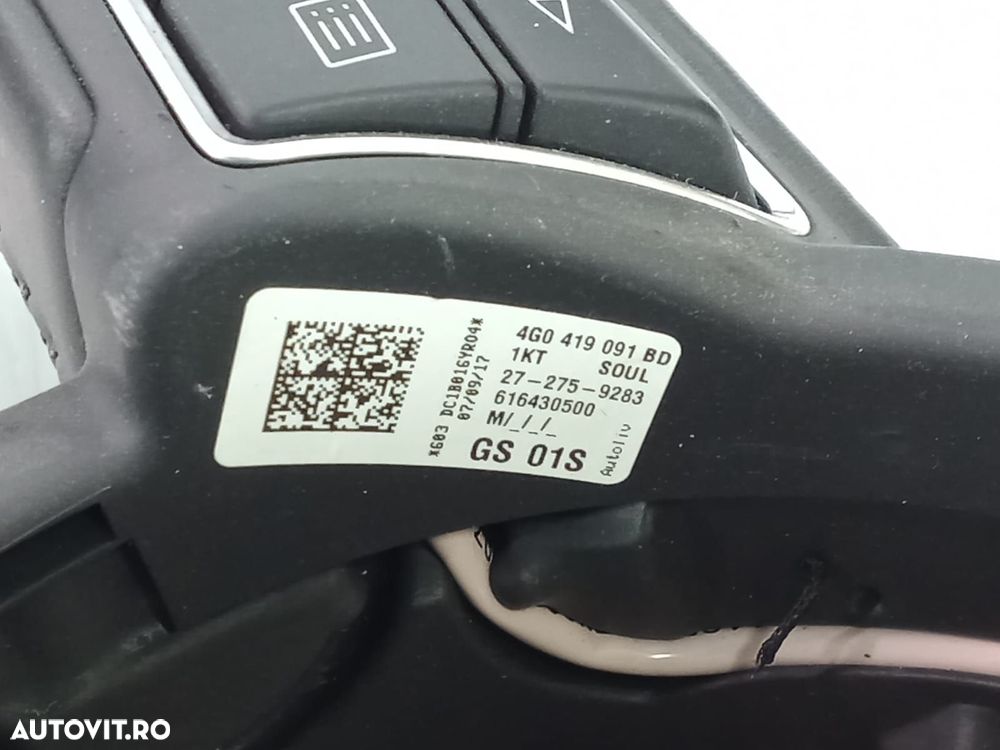 4G0 419 091 BD
1KT SOUL
27-275-9283
616430500
M/_/_/_
GS 01S
Autoliv
*G03 DC1B016YR04*
07/09/17
AUTOVIT.RO